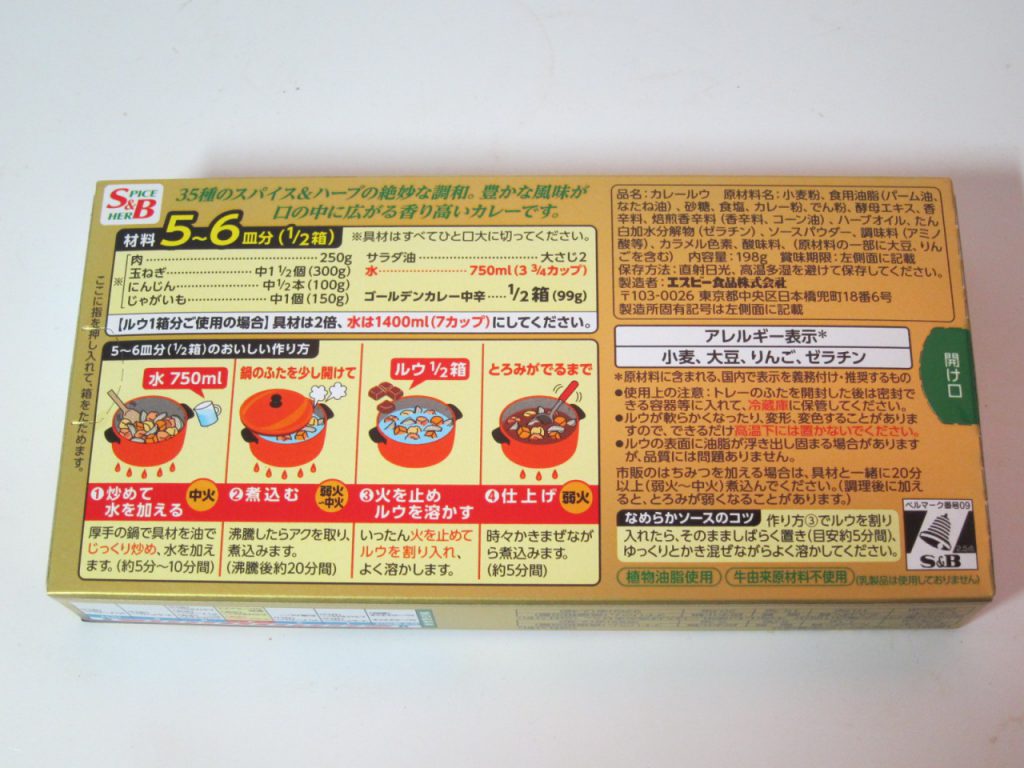 S&B
SPICE
HERB
35種のスパイス&ハーブの絶妙な調和。豊かな風味が
口の中に広がる香り高いカレーです。
材料 5~6皿分(1/2箱) ※具材はすべてひと口大に切ってください。
※
肉 250g
玉ねぎ 中1 1/2個(300g)
にんじん 中1/2本(100g)
じゃがいも 中1個(150g)
サラダ油 大さじ2
水 750ml(3 3/4カップ)
ゴールデンカレー中辛 1/2箱(99g)
【ルウ1箱分ご使用の場合】具材は2倍、水は1400ml(7カップ)にしてください。
ここに指を押し入れて、箱をたたみます。
5~6皿分(1/2箱)のおいしい作り方
水 750ml
①炒めて
水を加える
中火
厚手の鍋で具材を油で
じっくり炒め、水を加え
ます。(約5分~10分間)
鍋のふたを少し開けて
②煮込む
弱火
~中火
沸騰したらアクを取り、
煮込みます。
(沸騰後約20分間)
ルウ1/2箱
③火を止め
ルウを溶かす
いったん火を止めて
ルウを割り入れ、
よく溶かします。
とろみがでるまで
④仕上げ
弱火
時々かきまぜなが
ら煮込みます。
(約5分間)
品名:カレールウ 原材料名:小麦粉、食用油脂(パーム油、
なたね油)、砂糖、食塩、カレー粉、でん粉、酵母エキス、香
辛料、焙煎香辛料(香辛料、コーン油)、ハーブオイル、たん
白加水分解物(ゼラチン)、ソースパウダー、調味料(アミノ
酸等)、カラメル色素、酸味料、(原材料の一部に大豆、りん
ごを含む) 内容量:198g 賞味期限:左側面に記載
保存方法:直射日光、高温多湿を避けて保存してください。
製造者:エスビー食品株式会社
〒103-0026 東京都中央区日本橋兜町18番6号
製造所固有記号は左側面に記載
アレルギー表示*
小麦、大豆、りんご、ゼラチン
*原材料に含まれる、国内で表示を義務付け・推奨するもの
●使用上の注意:トレーのふたを開封した後は密封で
きる容器等に入れて、冷蔵庫に保管してください。
●ルウが軟らかくなったり、変形、変色することがありま
すので、できるだけ高温下には置かないでください。
●ルウの表面に油脂が浮き出し固まる場合があります
が、品質には問題ありません。
市販のはちみつを加える場合は、具材と一緒に20分
以上(弱火~中火)煮込んでください。(調理後に加え
ると、とろみが弱くなることがあります。)
なめらかソースのコツ 作り方③でルウを割り
入れたら、そのまましばらく置き(目安約5分間)、
ゆっくりとかき混ぜながらよく溶かしてください。
植物油脂使用 牛由来原材料不使用 (乳製品は使用しておりません)
開け口
ベルマーク番号09
S&B